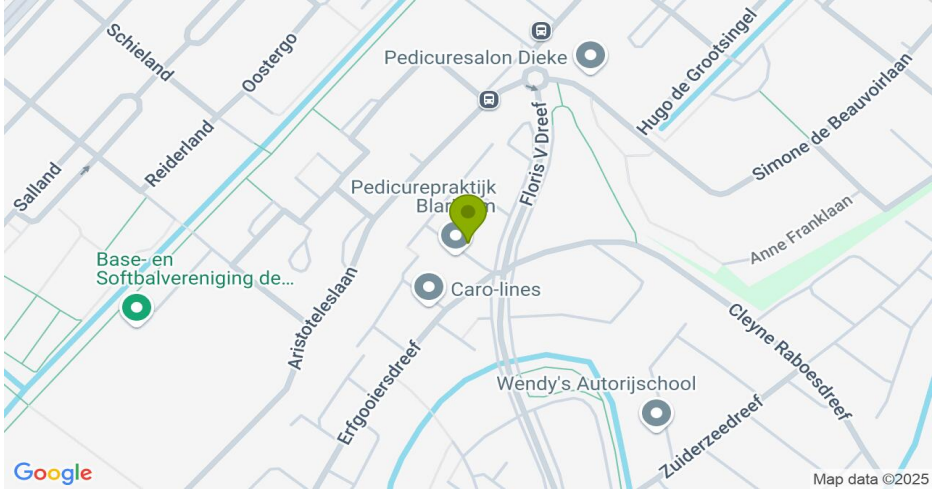 Schieland
Oostergo
Reiderland
Salland
Pedicuresalon Dieke
Hugo de Grootsingel
Simone de Beauvoirlaan
Floris V Dreef
Pedicurepraktijk
Anne Franklaan
Base- en
Softbalvereniging de...
Caro-lines
Aristoteleslaan
Cleyne Raboesdreef
Erfgooiersdreef
Wendy's Autorijschool
Zuiderzeedreef
Google
Map data ©2025